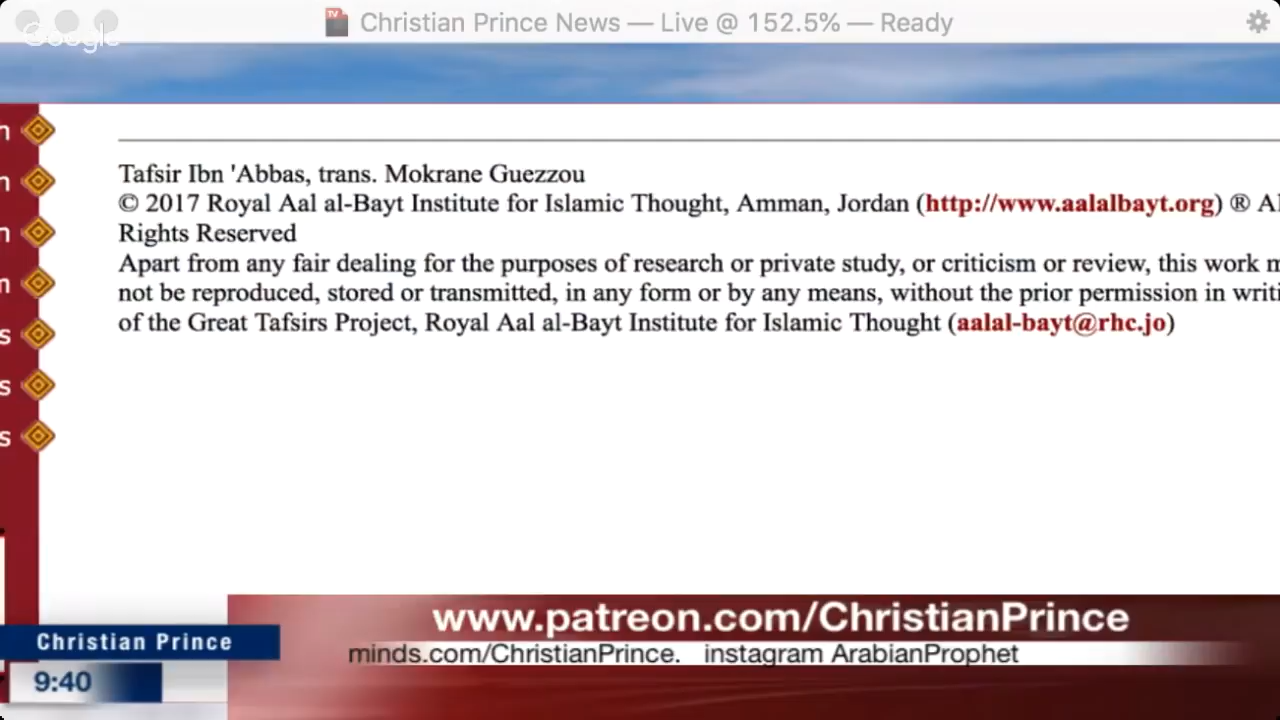 Christian Prince News — Live @ 152.5% — Ready
Google
n
n
n
m
s
s
s
Tafsir Ibn 'Abbas, trans. Mokrane Guezzou
© 2017 Royal Aal al-Bayt Institute for Islamic Thought, Amman, Jordan (http://www.aalalbayt.org) ®
Rights Reserved
Apart from any fair dealing for the purposes of research or private study, or criticism or review, this work
not be reproduced, stored or transmitted, in any form or by any means, without the prior permission in
of the Great Tafsirs Project, Royal Aal al-Bayt Institute for Islamic Thought (aalal-bayt@rhc.jo)
www.patreon.com/ChristianPrince
Christian Prince
minds.com/ChristianPrince. instagram ArabianProphet
9:40